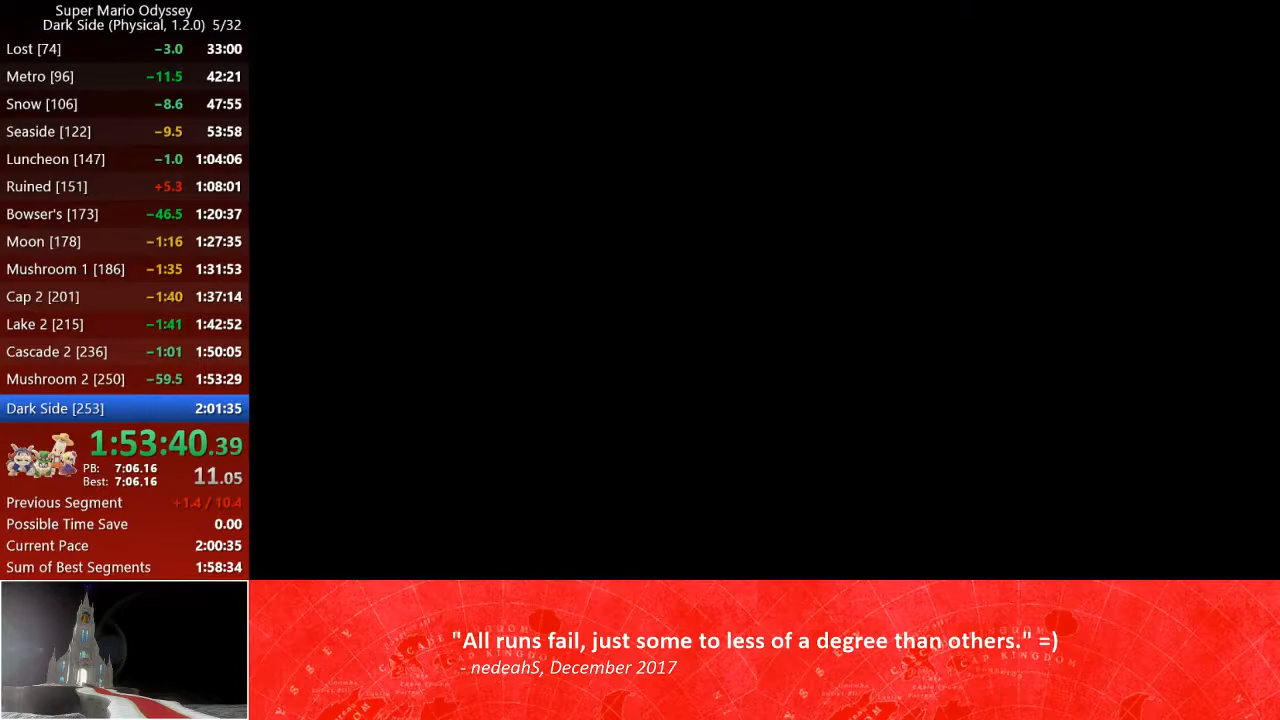 Super Mario Odyssey
Dark Side (Physical, 1.2.0) 5/32
Lost [74] −3.0 33:00
Metro [96] −11.5 42:21
Snow [106] −8.6 47:55
Seaside [122] −9.5 53:58
Luncheon [147] −1.0 1:04:06
Ruined [151] +5.3 1:08:01
Bowser's [173] −46.5 1:20:37
Moon [178] −1:16 1:27:35
Mushroom 1 [186] −1:35 1:31:53
Cap 2 [201] −1:40 1:37:14
Lake 2 [215] −1:41 1:42:52
Cascade 2 [236] −1:01 1:50:05
Mushroom 2 [250] −59.5 1:53:29
Dark Side [253] 2:01:35
1:53:40.39
PB: 7:06.16 11.05
Best: 7:06.16
Previous Segment +1.4 / 10.4
Possible Time Save 0.00
Current Pace 2:00:35
Sum of Best Segments 1:58:34
"All runs fail, just some to less of a degree than others." =)
- nedeahS, December 2017